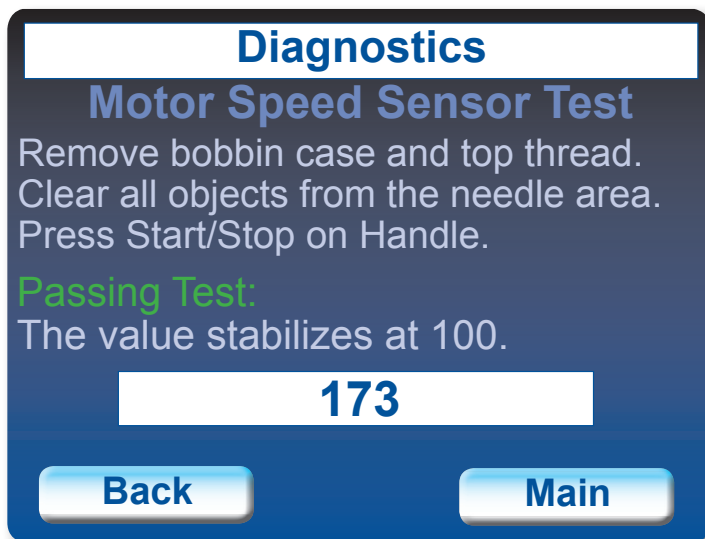 Diagnostics
Motor Speed Sensor Test
Remove bobbin case and top thread.
Clear all objects from the needle area.
Press Start/Stop on Handle.
Passing Test:
The value stabilizes at 100.
173
Back
Main